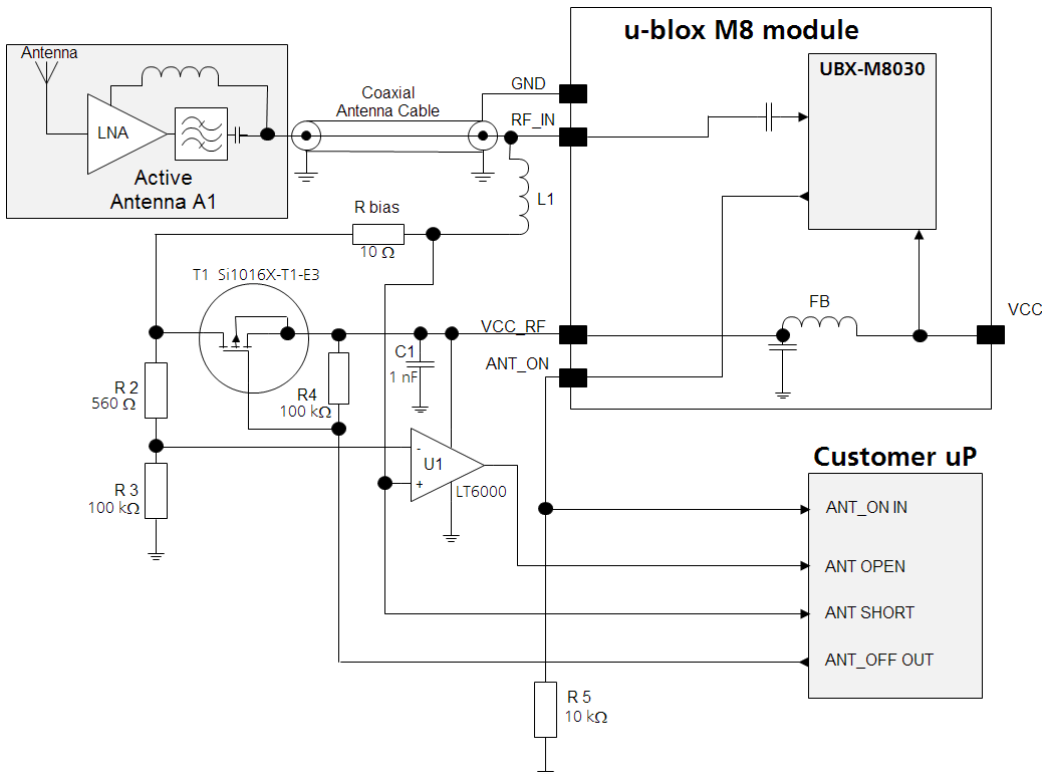 u-blox M8 module
Antenna
UBX-M8030
GND
Coaxial
Antenna Cable
RF_IN
LNA
Active
Antenna A1
L1
R bias
10 Ω
T1 Si1016X-T1-E3
FB
VCC
VCC_RF
C1
1 nF
ANT_ON
R 2
560 Ω
R4
100 kΩ
-
U1
+
LT6000
Customer uP
R 3
100 kΩ
ANT_ON IN
ANT OPEN
ANT SHORT
ANT_OFF OUT
R 5
10 kΩ